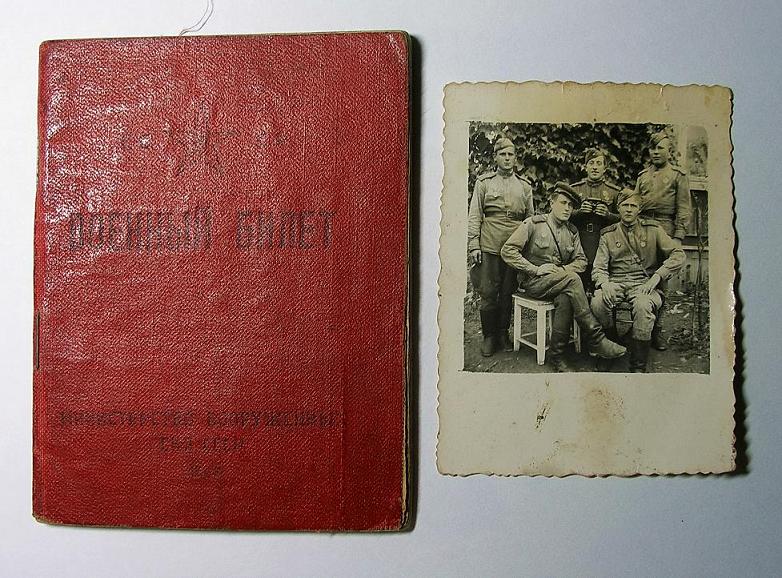 ВОЕННЫЙ БИЛЕТ
МИНИСТЕРСТВО ВООРУЖЕННЫХ
СИЛ СССР